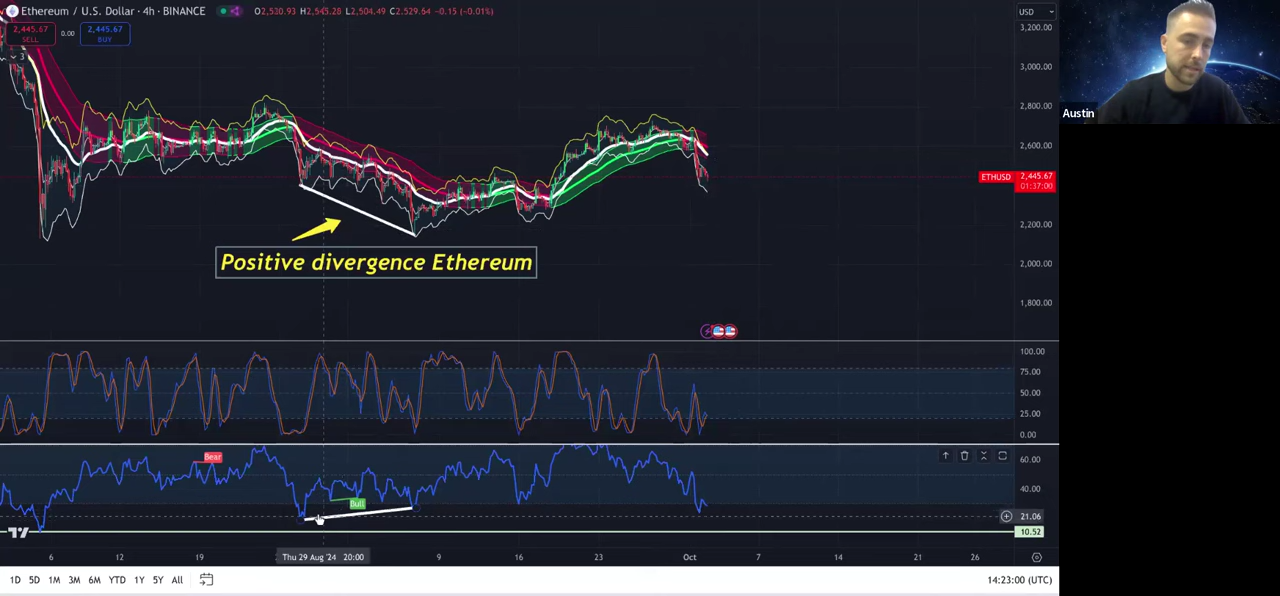 Ethereum / U.S. Dollar · 4h · BINANCE O2,530.93 H2,545.28 L2,504.49 C2,529.64 -0.15 (-0.01%)
2,445.67 SELL 0.00 2,445.67 BUY
3
USD
3,200.00
3,000.00
2,800.00
2,600.00
ETHUSD 2,445.67
01:37:00
2,200.00
2,000.00
1,800.00
Positive divergence Ethereum
100.00
75.00
50.00
25.00
0.00
Bear
60.00
40.00
Bull
21.06
10.52
6 12 19 Thu 29 Aug '24 20:00 9 16 23 Oct 7 14 21 26
1D 5D 1M 3M 6M YTD 1Y 5Y All 14:23:00 (UTC)
Austin